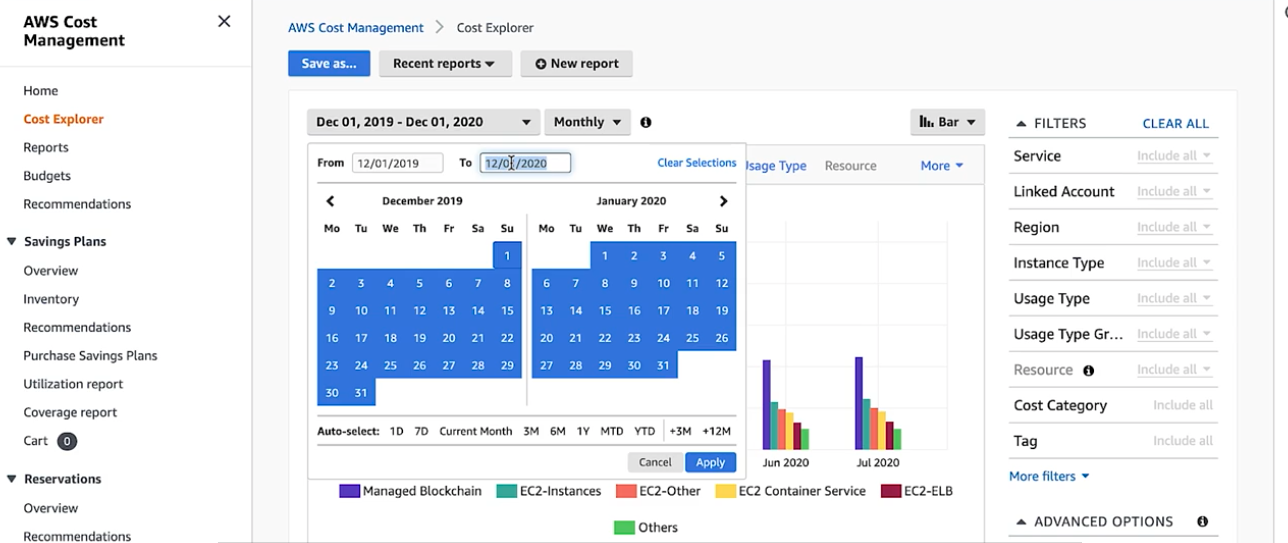 AWS Cost
Management
Home
Cost Explorer
Reports
Budgets
Recommendations
Savings Plans
Overview
Inventory
Recommendations
Purchase Savings Plans
Utilization report
Coverage report
Cart 0
Reservations
Overview
Recommendations
AWS Cost Management > Cost Explorer
Save as... Recent reports New report
Dec 01, 2019 - Dec 01, 2020 Monthly Bar
From 12/01/2019 To 12/01/2020 Clear Selections
Usage Type Resource More
December 2019 January 2020
Mo Tu We Th Fr Sa Su Mo Tu We Th Fr Sa Su
1 1 2 3 4 5
2 3 4 5 6 7 8 6 7 8 9 10 11 12
9 10 11 12 13 14 15 13 14 15 16 17 18 19
16 17 18 19 20 21 22 20 21 22 23 24 25 26
23 24 25 26 27 28 29 27 28 29 30 31
30 31
Auto-select: 1D 7D Current Month 3M 6M 1Y MTD YTD +3M +12M
Cancel Apply
Jun 2020 Jul 2020
Managed Blockchain EC2-Instances EC2-Other EC2 Container Service EC2-ELB
Others
FILTERS CLEAR ALL
Service Include all
Linked Account Include all
Region Include all
Instance Type Include all
Usage Type Include all
Usage Type Gr... Include all
Resource Include all
Cost Category Include all
Tag Include all
More filters
ADVANCED OPTIONS